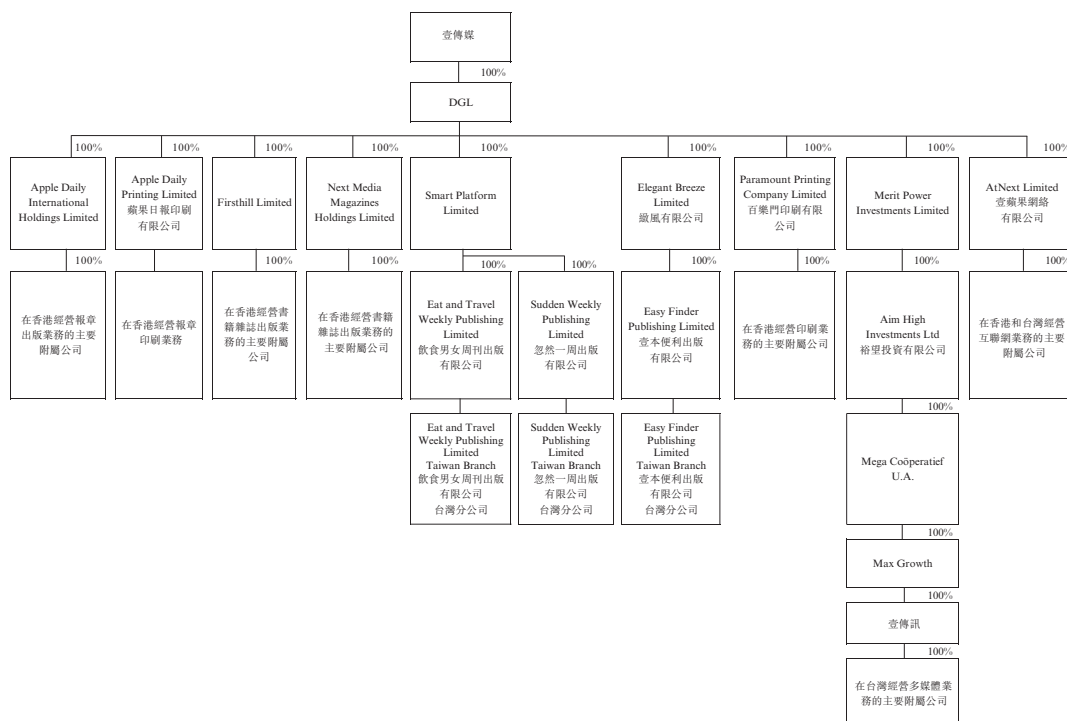 壹傳媒
100%
DGL
100%
100%
100%
100%
100%
100%
100%
100%
100%
Apple Daily
International
Holdings Limited
Apple Daily
Printing Limited
蘋果日報印刷
有限公司
Firsthill Limited
Next Media
Magazines
Holdings Limited
Smart Platform
Limited
Elegant Breeze
Limited
緻風有限公司
Paramount Printing
Company Limited
百樂門印刷有限
公司
Merit Power
Investments Limited
AtNext Limited
壹蘋果網絡
有限公司
100%
100%
100%
100%
100%
100%
100%
100%
100%
在香港經營報章
出版業務的主要
附屬公司
在香港經營報章
印刷業務
在香港經營書
籍雜誌出版業
務的主要附屬
公司
在香港經營書籍
雜誌出版業務的
主要附屬公司
Eat and Travel
Weekly Publishing
Limited
飲食男女周刊出版
有限公司
Sudden Weekly
Publishing
Limited
忽然一周出版
有限公司
Easy Finder
Publishing Limited
壹本便利出版
有限公司
在香港經營印刷業
務的主要附屬公司
Aim High
Investments Ltd
裕望投資有限公司
在香港和台灣經營
互聯網業務的主要
附屬公司
100%
Eat and Travel
Weekly Publishing
Limited
Taiwan Branch
飲食男女周刊出版
有限公司
台灣分公司
Sudden Weekly
Publishing
Limited
Taiwan Branch
忽然一周出版
有限公司
台灣分公司
Easy Finder
Publishing
Limited
Taiwan Branch
壹本便利出版
有限公司
台灣分公司
Mega Coöperatief
U.A.
100%
Max Growth
100%
壹傳訊
100%
在台灣經營多媒體業
務的主要附屬公司